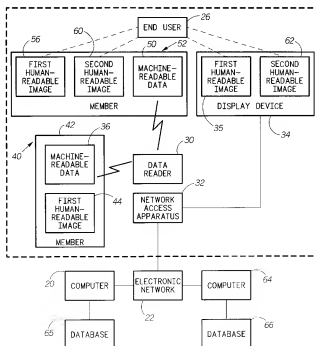 END USER
26
56
60
50
52
62
FIRST
HUMAN-
READABLE
IMAGE
SECOND
HUMAN-
READABLE
IMAGE
MACHINE-
READABLE
DATA
MEMBER
FIRST
HUMAN-
READABLE
IMAGE
SECOND
HUMAN-
READABLE
IMAGE
DISPLAY DEVICE
35
34
42
36
40
MACHINE-
READABLE
DATA
44
FIRST
HUMAN-
READABLE
IMAGE
MEMBER
30
DATA
READER
32
NETWORK
ACCESS
APPARATUS
20
COMPUTER
ELECTRONIC
NETWORK
22
COMPUTER
64
65
DATABASE
DATABASE
66